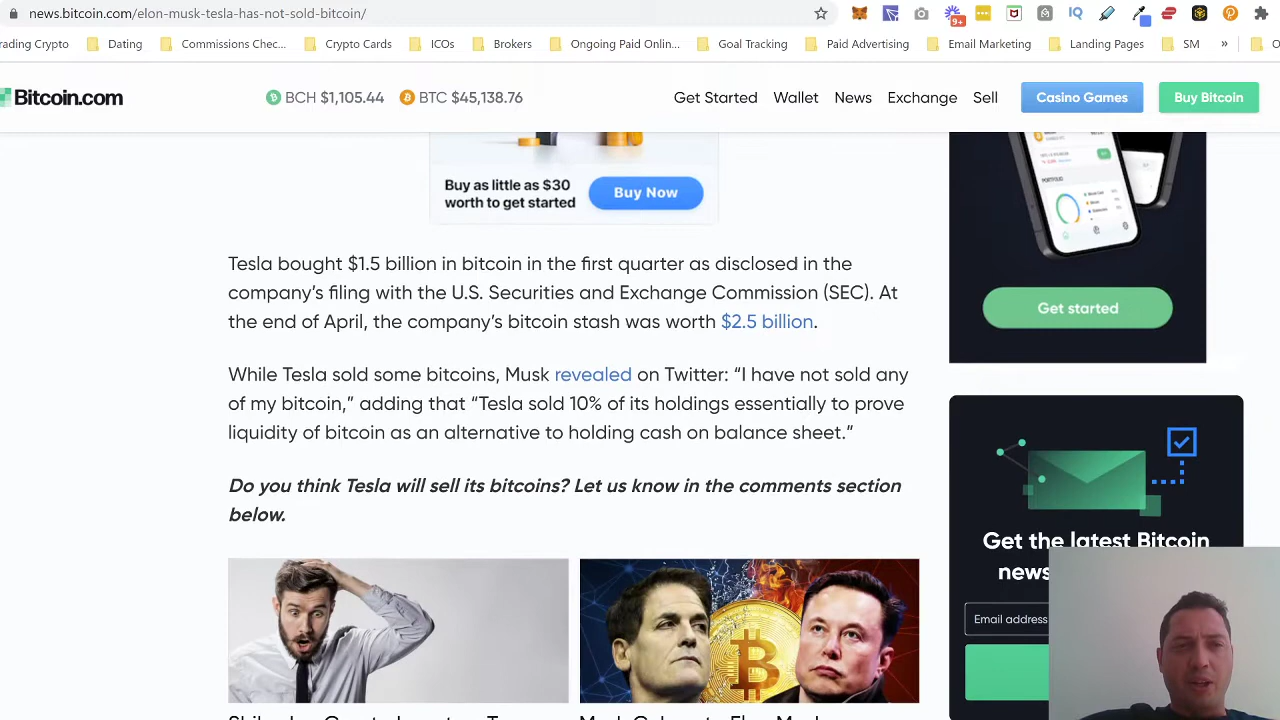 news.bitcoin.com/elon-musk-tesla-has-not-sold-bitcoin/
9+
IQ
rading Crypto
Dating
Commissions Chec...
Crypto Cards
ICOs
Brokers
Ongoing Paid Onlin...
Goal Tracking
Paid Advertising
Email Marketing
Landing Pages
SM
»
Bitcoin.com
BCH $1,105.44
BTC $45,138.76
Get Started
Wallet
News
Exchange
Sell
Casino Games
Buy Bitcoin
Buy as little as $30
worth to get started
Buy Now
PORTFOLIO
Get started
Tesla bought $1.5 billion in bitcoin in the first quarter as disclosed in the
company’s filing with the U.S. Securities and Exchange Commission (SEC). At
the end of April, the company’s bitcoin stash was worth $2.5 billion.
While Tesla sold some bitcoins, Musk revealed on Twitter: “I have not sold any
of my bitcoin,” adding that “Tesla sold 10% of its holdings essentially to prove
liquidity of bitcoin as an alternative to holding cash on balance sheet.”
Do you think Tesla will sell its bitcoins? Let us know in the comments section
below.
Get the latest Bitcoin
news
Email address